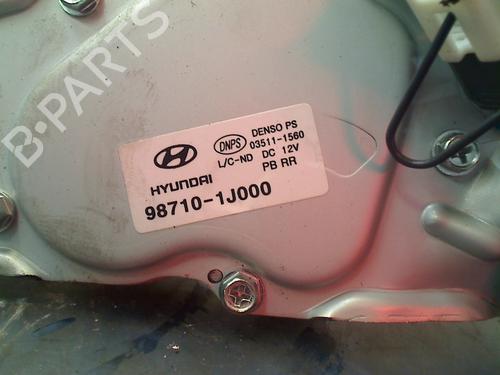 B-PARTS
DNPS DENSO PS
03511-1560
L/C-ND DC 12V
HYUNDAI PB RR
98710-1J000